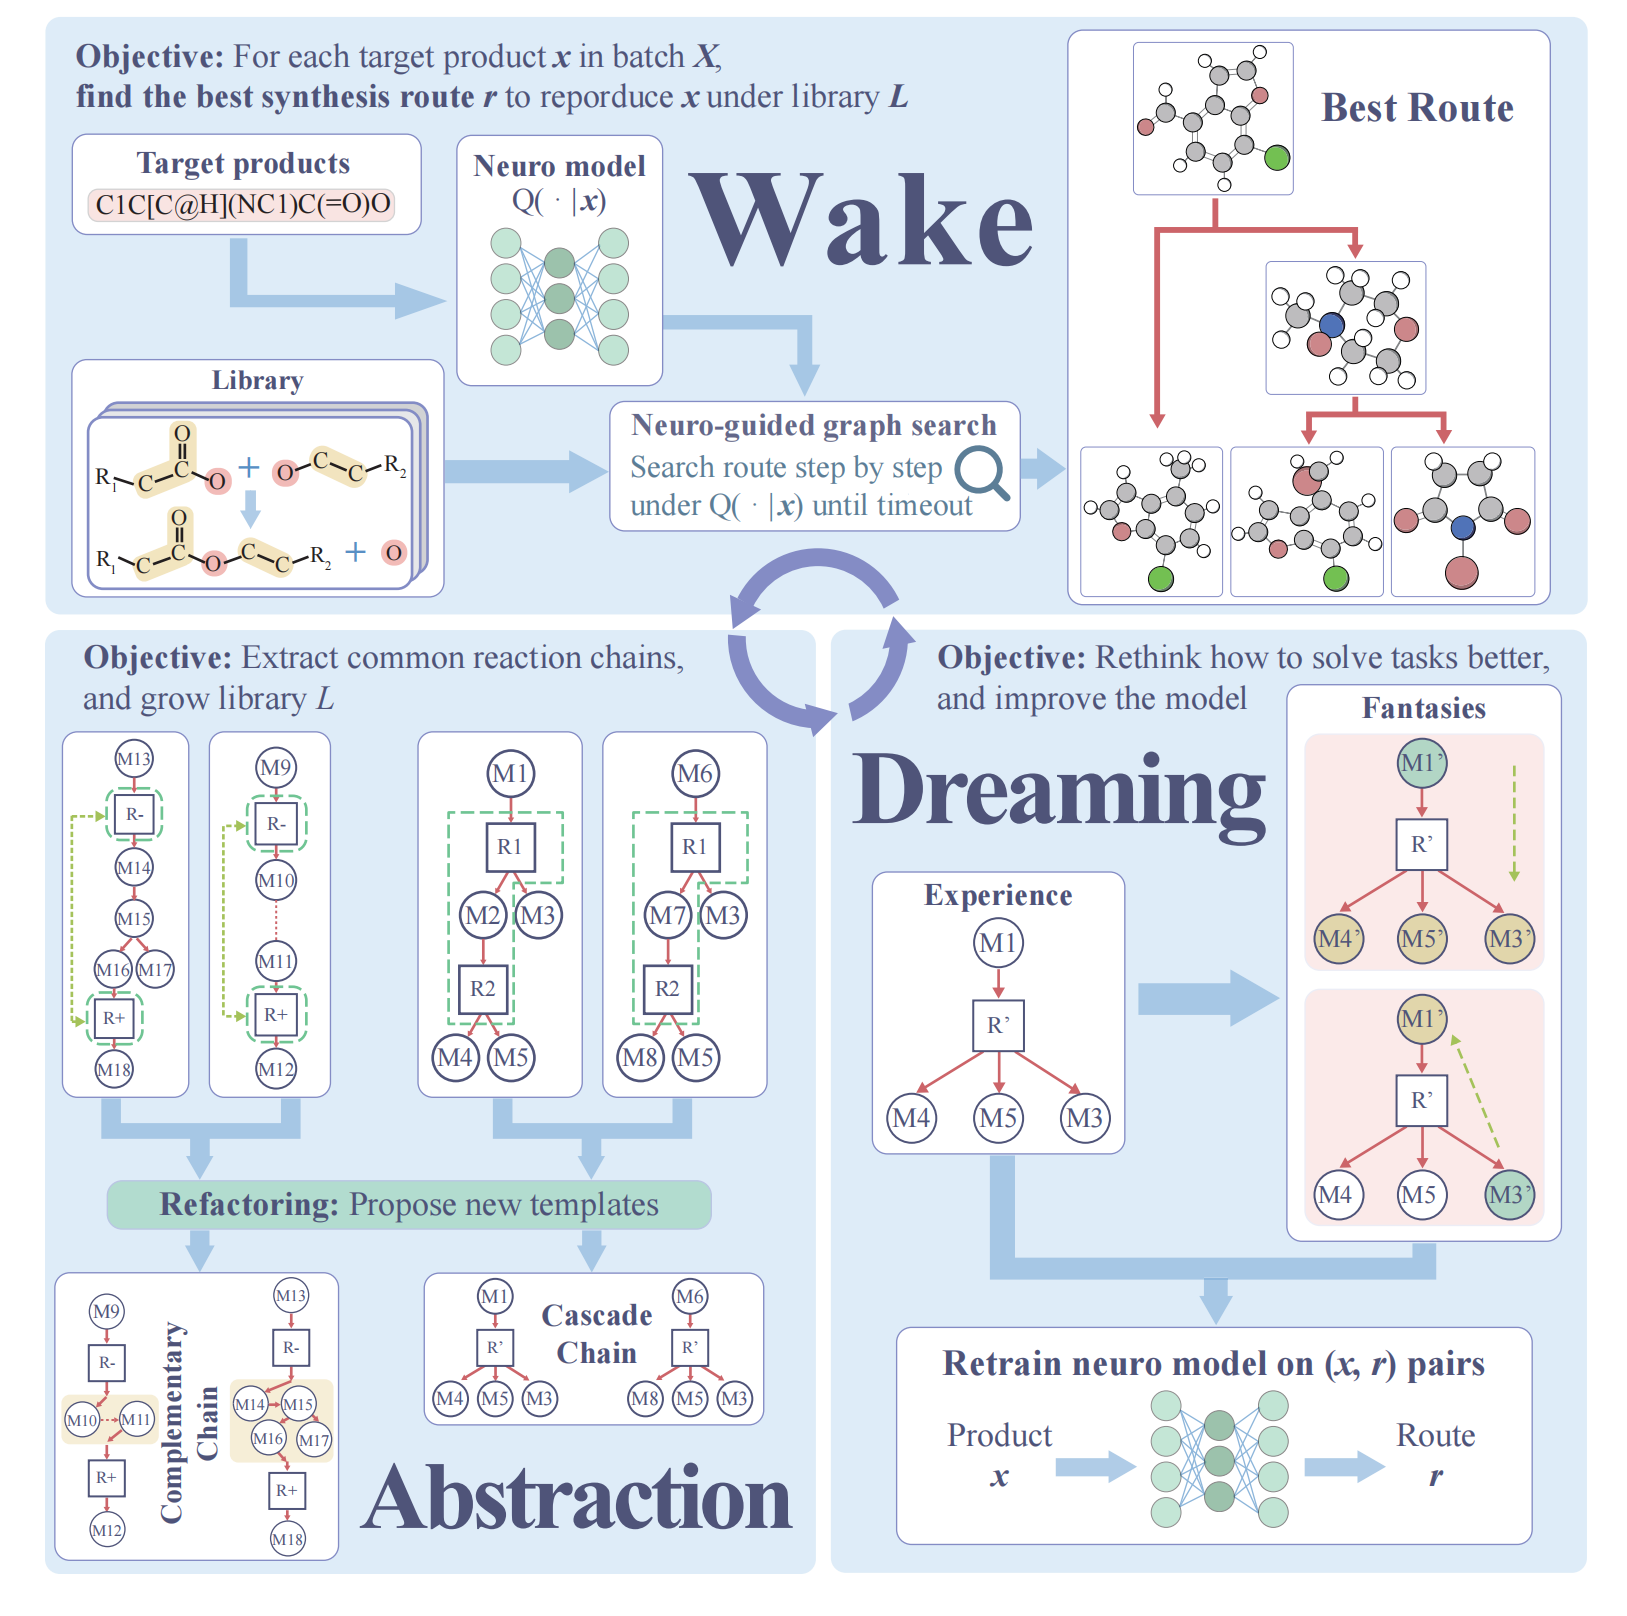 Objective: For each target product x in batch X,
find the best synthesis route r to reporduce x under library L
Target products
C1C[C@H](NC1)C(=O)O
Neuro model
Q( · | x)
Wake
Best Route
Library
O
R1 C C O + O C C R2
O
R1 C C O C C R2 + O
Neuro-guided graph search
Search route step by step
under Q( · | x) until timeout
Objective: Extract common reaction chains,
and grow library L
M13
R-
M14
M15
M16 M17
R+
M18
M9
R-
M10
M11
R+
M12
M1
R1
M2 M3
R2
M4 M5
M6
R1
M7 M3
R2
M8 M5
Refactoring: Propose new templates
M9
R-
M10 M11
R+
M12
Complementary
Chain
M13
R-
M14 M15
M16 M17
R+
M18
M1
R’
M4 M5 M3
Cascade
Chain
M6
R’
M8 M5 M3
Abstraction
Objective: Rethink how to solve tasks better,
and improve the model
Dreaming
Experience
M1
R’
M4 M5 M3
Fantasies
M1’
R’
M4’ M5’ M3’
M1’
R’
M4 M5 M3’
Retrain neuro model on (x, r) pairs
Product
x
Route
r